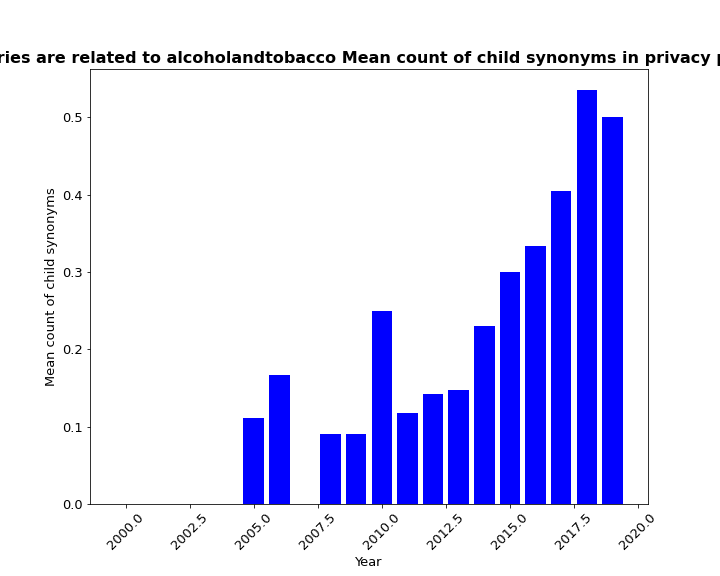 ries are related to alcoholandtobacco Mean count of child synonyms in privacy p
Mean count of child synonyms
0.5
0.4
0.3
0.2
0.1
0.0
2000.0 2002.5 2005.0 2007.5 2010.0 2012.5 2015.0 2017.5 2020.0
Year